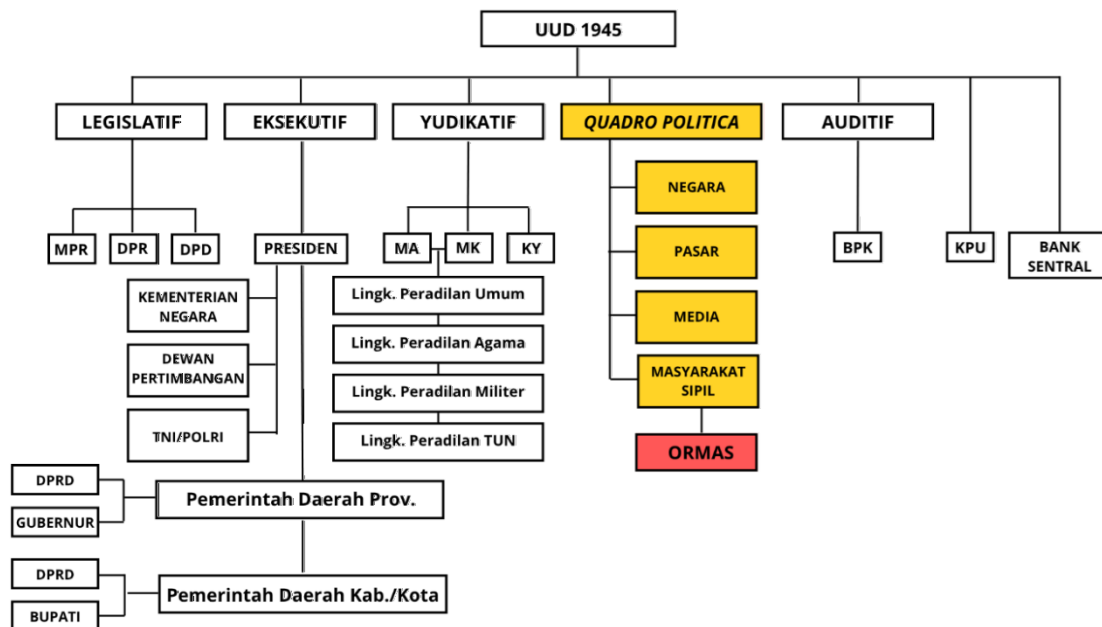 UUD 1945
LEGISLATIF
EKSEKUTIF
YUDIKATIF
QUADRO POLITICA
AUDITIF
MPR
DPR
DPD
PRESIDEN
KEMENTERIAN
NEGARA
DEWAN
PERTIMBANGAN
TNI/POLRI
MA
MK
KY
Lingk. Peradilan Umum
Lingk. Peradilan Agama
Lingk. Peradilan Militer
Lingk. Peradilan TUN
NEGARA
PASAR
MEDIA
MASYARAKAT
SIPIL
ORMAS
BPK
KPU
BANK
SENTRAL
DPRD
GUBERNUR
Pemerintah Daerah Prov.
DPRD
BUPATI
Pemerintah Daerah Kab./Kota